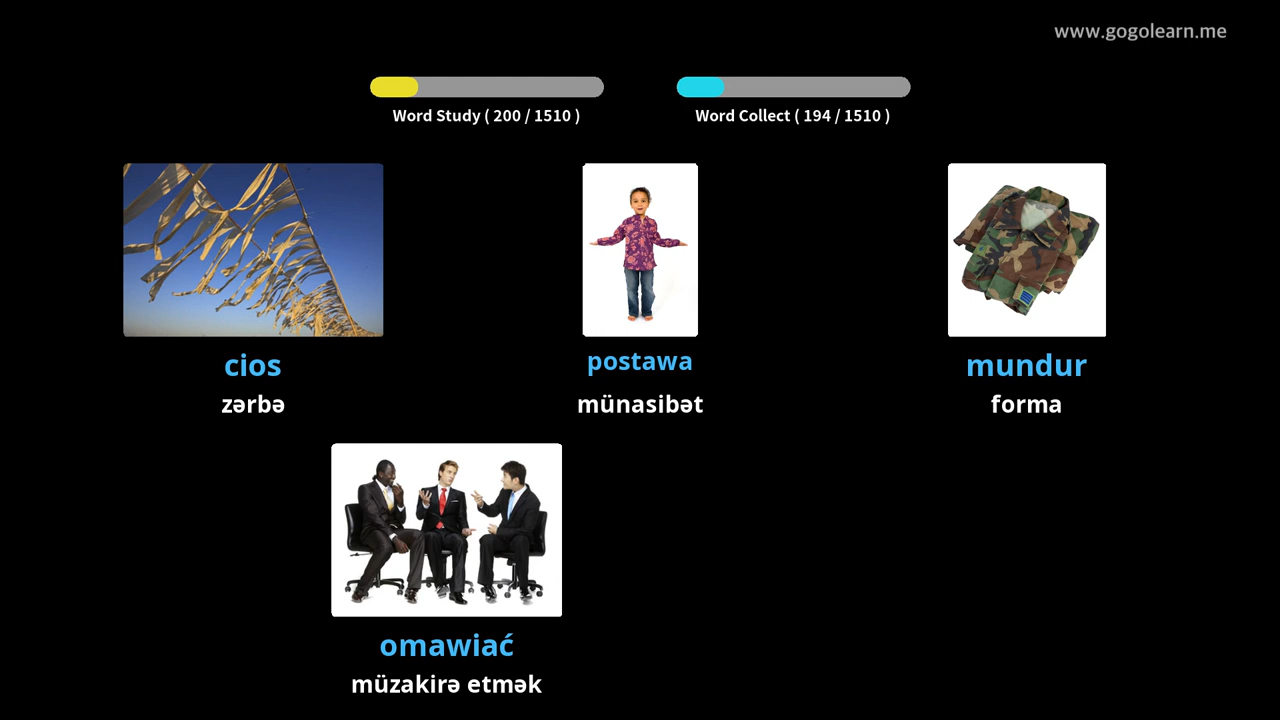 www.gogolearn.me
Word Study ( 200 / 1510 )
Word Collect ( 194 / 1510 )
cios
zərbə
postawa
münasibət
mundur
forma
omawiać
müzakirə etmək